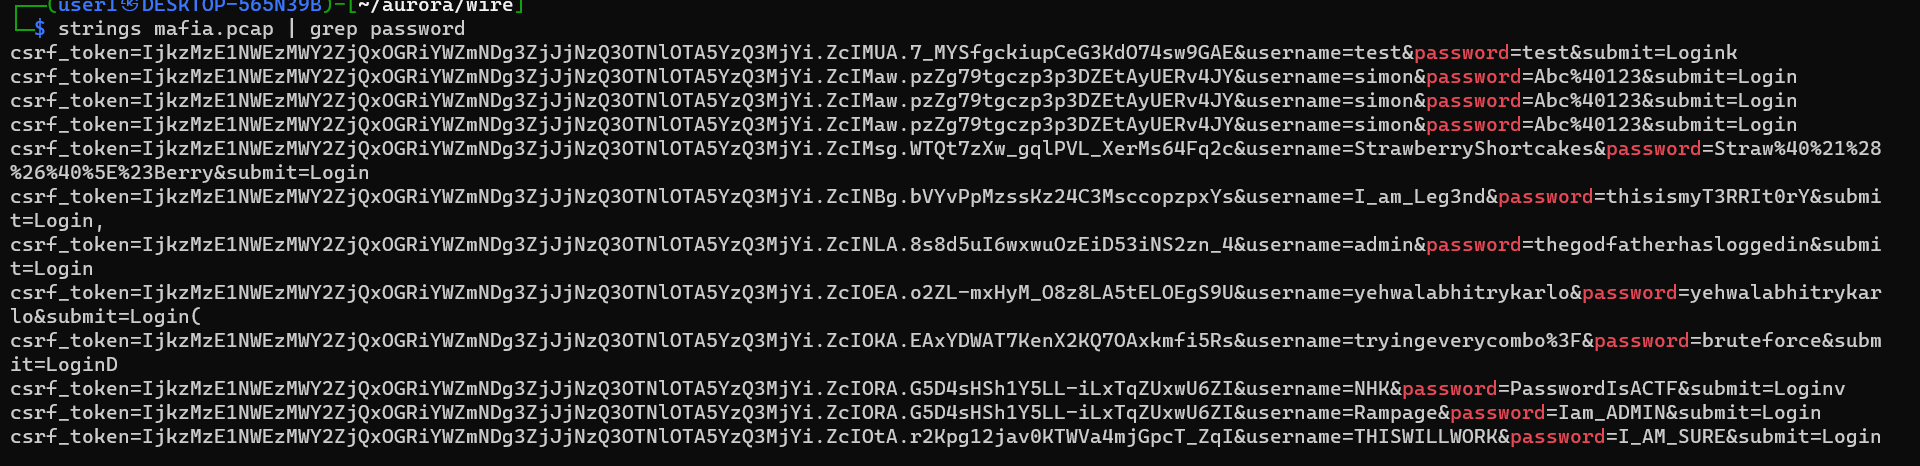 ┌──(user1㉿DESKTOP-565N39B)-[~/aurora/wire]
└─$ strings mafia.pcap | grep password
csrf_token=IjkzMzE1NWEzMWY2ZjQxOGRiYWZmNDg3ZjJjNzQ3OTNlOTA5YzQ3MjYi.ZcIMUA.7_MYSfgckiupCeG3KdO74sw9GAE&username=test&password=test&submit=Logink
csrf_token=IjkzMzE1NWEzMWY2ZjQxOGRiYWZmNDg3ZjJjNzQ3OTNlOTA5YzQ3MjYi.ZcIMaw.pzZg79tgczp3p3DZEtAyUERv4JY&username=simon&password=Abc%40123&submit=Login
csrf_token=IjkzMzE1NWEzMWY2ZjQxOGRiYWZmNDg3ZjJjNzQ3OTNlOTA5YzQ3MjYi.ZcIMaw.pzZg79tgczp3p3DZEtAyUERv4JY&username=simon&password=Abc%40123&submit=Login
csrf_token=IjkzMzE1NWEzMWY2ZjQxOGRiYWZmNDg3ZjJjNzQ3OTNlOTA5YzQ3MjYi.ZcIMaw.pzZg79tgczp3p3DZEtAyUERv4JY&username=simon&password=Abc%40123&submit=Login
csrf_token=IjkzMzE1NWEzMWY2ZjQxOGRiYWZmNDg3ZjJjNzQ3OTNlOTA5YzQ3MjYi.ZcIMsg.WTQt7zXw_gqlPVL_XerMs64Fq2c&username=StrawberryShortcakes&password=Straw%40%21%28
%26%40%5E%23Berry&submit=Login
csrf_token=IjkzMzE1NWEzMWY2ZjQxOGRiYWZmNDg3ZjJjNzQ3OTNlOTA5YzQ3MjYi.ZcINBg.bVYvPpMzssKz24C3MsccopzpxYs&username=I_am_Leg3nd&password=thisismyT3RRIt0rY&submi
t=Login,
csrf_token=IjkzMzE1NWEzMWY2ZjQxOGRiYWZmNDg3ZjJjNzQ3OTNlOTA5YzQ3MjYi.ZcINLA.8s8d5uI6wxwuOzEiD53iNS2zn_4&username=admin&password=thegodfatherhasloggedin&submi
t=Login
csrf_token=IjkzMzE1NWEzMWY2ZjQxOGRiYWZmNDg3ZjJjNzQ3OTNlOTA5YzQ3MjYi.ZcIOEA.o2ZL-mxHyM_O8z8LA5tELOEgS9U&username=yehwalabhitrykarlo&password=yehwalabhitrykar
lo&submit=Login(
csrf_token=IjkzMzE1NWEzMWY2ZjQxOGRiYWZmNDg3ZjJjNzQ3OTNlOTA5YzQ3MjYi.ZcIOKA.EAxYDWAT7KenX2KQ7OAxkmfi5Rs&username=tryingeverycombo%3F&password=bruteforce&subm
it=LoginD
csrf_token=IjkzMzE1NWEzMWY2ZjQxOGRiYWZmNDg3ZjJjNzQ3OTNlOTA5YzQ3MjYi.ZcIORA.G5D4sHSh1Y5LL-iLxTqZUxwU6ZI&username=NHK&password=PasswordIsACTF&submit=Loginv
csrf_token=IjkzMzE1NWEzMWY2ZjQxOGRiYWZmNDg3ZjJjNzQ3OTNlOTA5YzQ3MjYi.ZcIORA.G5D4sHSh1Y5LL-iLxTqZUxwU6ZI&username=Rampage&password=Iam_ADMIN&submit=Login
csrf_token=IjkzMzE1NWEzMWY2ZjQxOGRiYWZmNDg3ZjJjNzQ3OTNlOTA5YzQ3MjYi.ZcIOtA.r2Kpg12jav0KTWVa4mjGpcT_ZqI&username=THISWILLWORK&password=I_AM_SURE&submit=Login